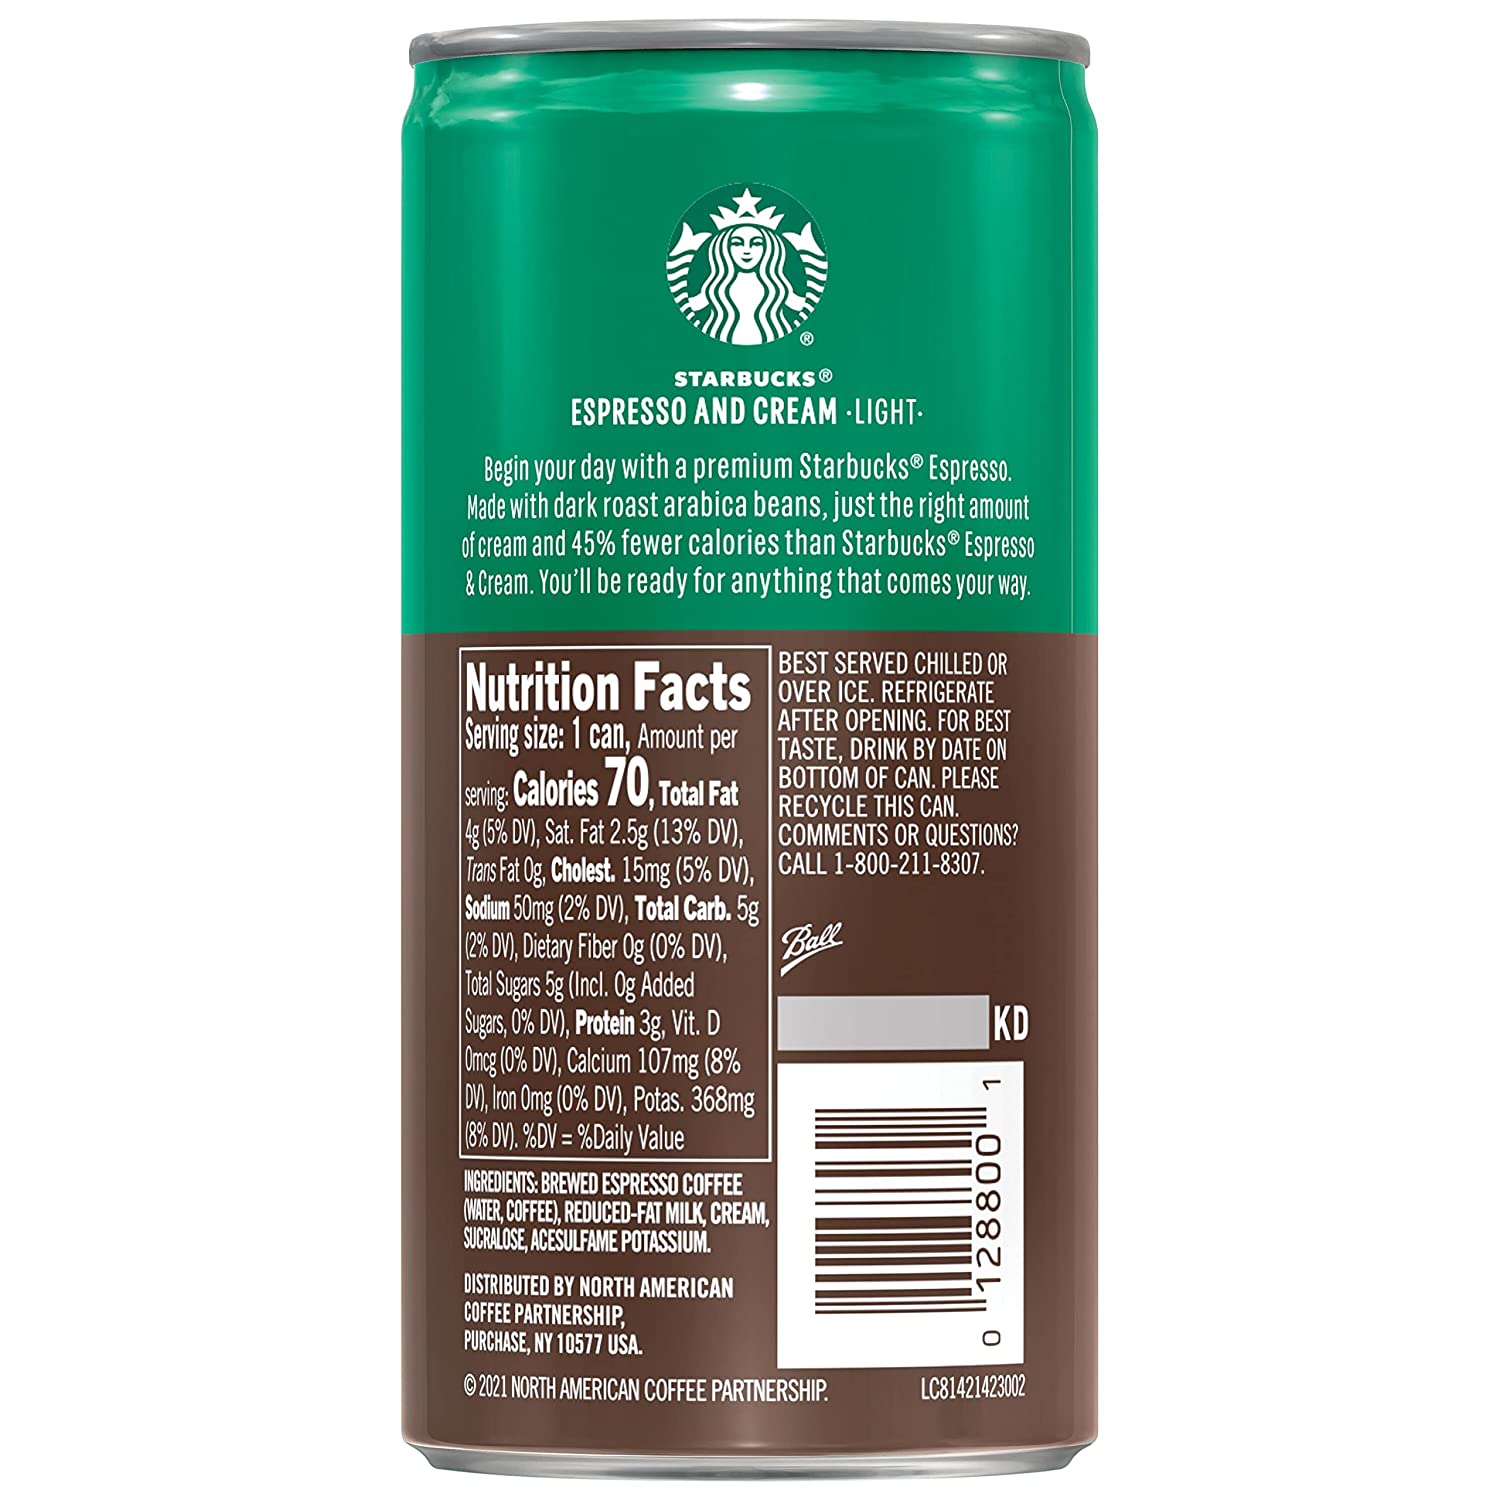 ®
STARBUCKS®
ESPRESSO AND CREAM ·LIGHT·
Begin your day with a premium Starbucks® Espresso.
Made with dark roast arabica beans, just the right amount
of cream and 45% fewer calories than Starbucks® Espresso
& Cream. You'll be ready for anything that comes your way.
Nutrition Facts
Serving size: 1 can, Amount per
serving: Calories 70, Total Fat
4g (5% DV), Sat. Fat 2.5g (13% DV),
Trans Fat 0g, Cholest. 15mg (5% DV),
Sodium 50mg (2% DV), Total Carb. 5g
(2% DV), Dietary Fiber 0g (0% DV),
Total Sugars 5g (Incl. 0g Added
Sugars, 0% DV), Protein 3g, Vit. D
0mcg (0% DV), Calcium 107mg (8%
DV), Iron 0mg (0% DV), Potas. 368mg
(8% DV). %DV = %Daily Value
INGREDIENTS: BREWED ESPRESSO COFFEE
(WATER, COFFEE), REDUCED-FAT MILK, CREAM,
SUCRALOSE, ACESULFAME POTASSIUM.
DISTRIBUTED BY NORTH AMERICAN
COFFEE PARTNERSHIP,
PURCHASE, NY 10577 USA.
© 2021 NORTH AMERICAN COFFEE PARTNERSHIP.
BEST SERVED CHILLED OR
OVER ICE. REFRIGERATE
AFTER OPENING. FOR BEST
TASTE, DRINK BY DATE ON
BOTTOM OF CAN. PLEASE
RECYCLE THIS CAN.
COMMENTS OR QUESTIONS?
CALL 1-800-211-8307.
Ball
KD
0 128800 1
LC81421423002